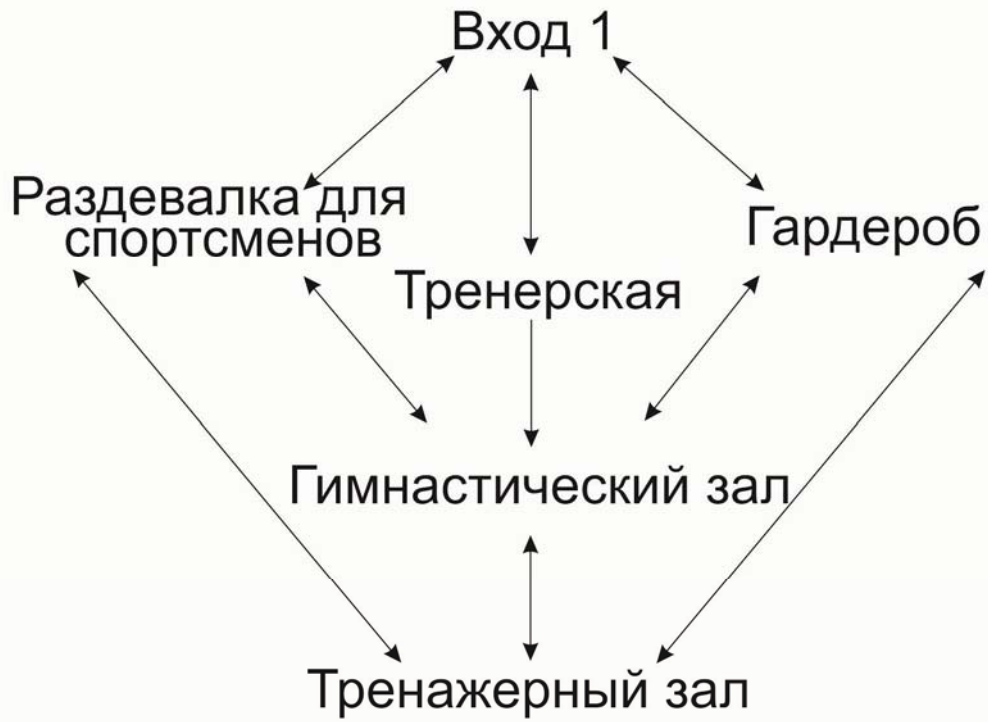 Вход 1
Раздевалка для
спортсменов
Гардероб
Тренерская
Гимнастический зал
Тренажерный зал